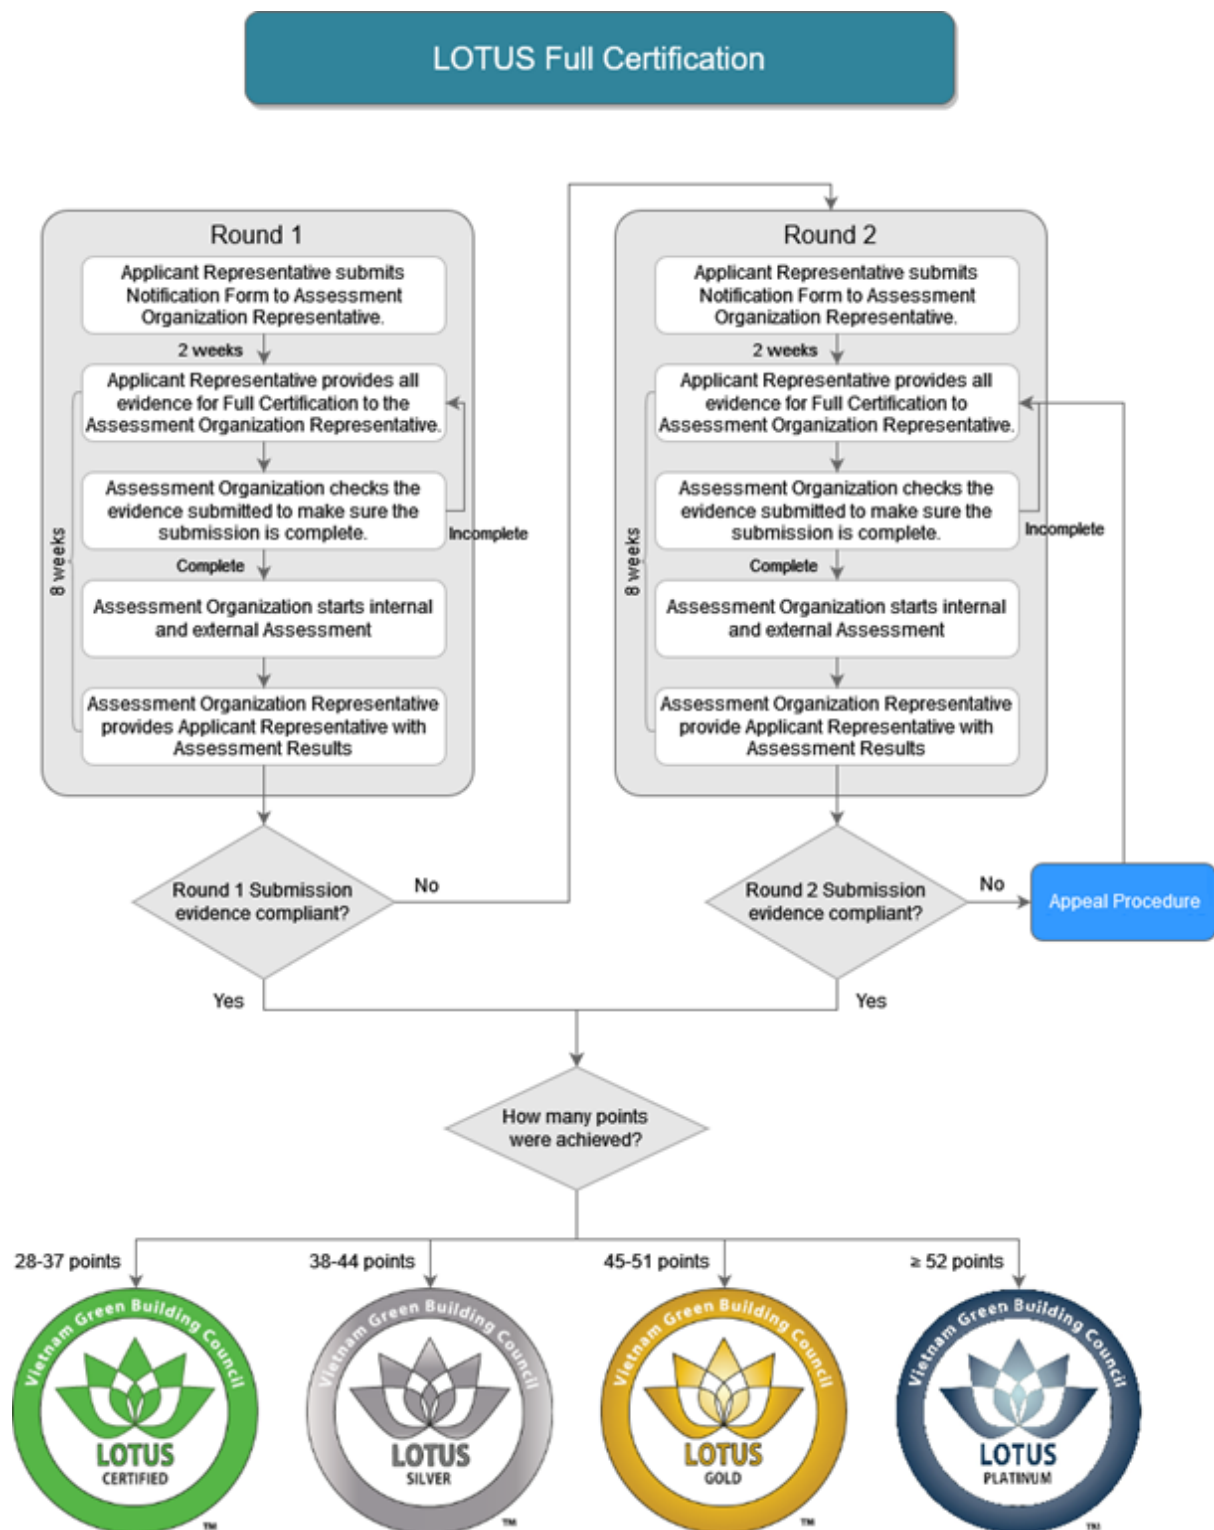 LOTUS Full Certification
Round 1
Applicant Representative submits
Notification Form to Assessment
Organization Representative.
2 weeks
Applicant Representative provides all
evidence for Full Certification to the
Assessment Organization Representative.
Assessment Organization checks the
evidence submitted to make sure the
submission is complete.
Incomplete
Complete
8 weeks
Assessment Organization starts internal
and external Assessment
Assessment Organization Representative
provides Applicant Representative with
Assessment Results
Round 1 Submission
evidence compliant?
No
Yes
Round 2
Applicant Representative submits
Notification Form to Assessment
Organization Representative.
2 weeks
Applicant Representative provides all
evidence for Full Certification to
Assessment Organization Representative.
Assessment Organization checks the
evidence submitted to make sure the
submission is complete.
Incomplete
Complete
8 weeks
Assessment Organization starts internal
and external Assessment
Assessment Organization Representative
provide Applicant Representative with
Assessment Results
Round 2 Submission
evidence compliant?
No
Appeal Procedure
Yes
How many points
were achieved?
28-37 points
Vietnam Green Building Council
LOTUS
CERTIFIED
™
38-44 points
Vietnam Green Building Council
LOTUS
SILVER
™
45-51 points
Vietnam Green Building Council
LOTUS
GOLD
™
≥ 52 points
Vietnam Green Building Council
LOTUS
PLATINUM
™